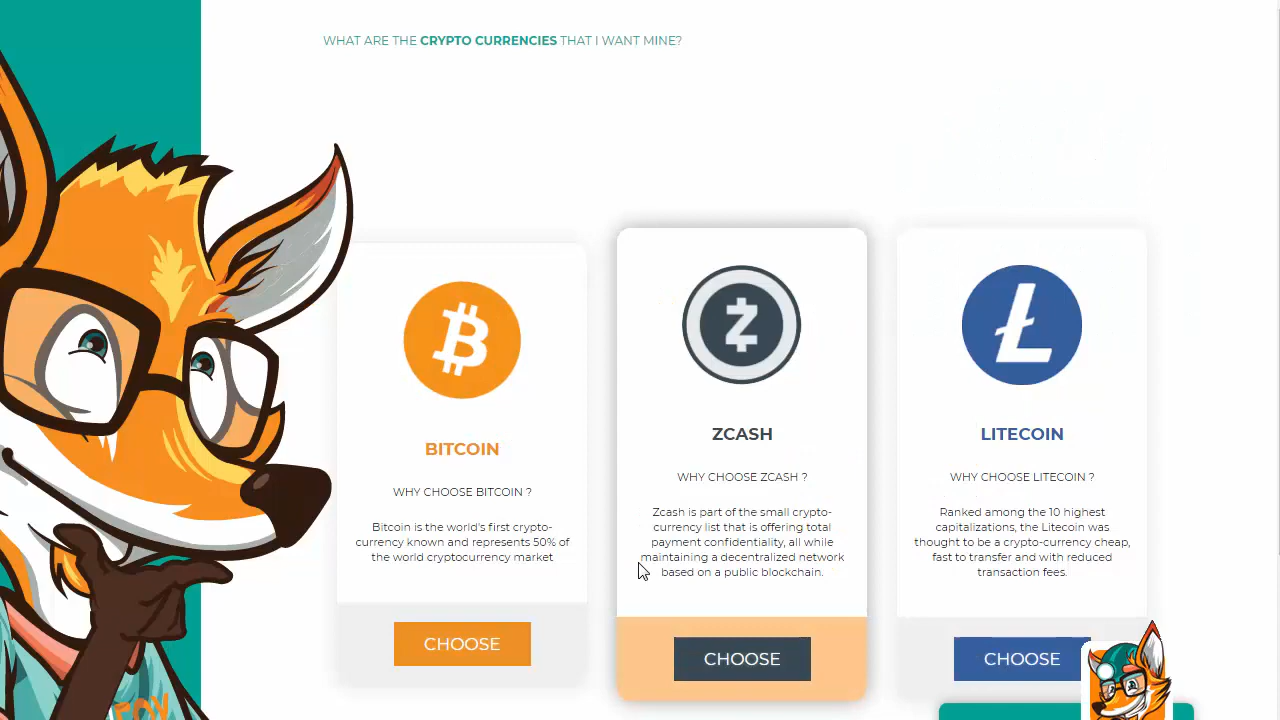 WHAT ARE THE CRYPTO CURRENCIES THAT I WANT MINE?
BITCOIN
WHY CHOOSE BITCOIN ?
Bitcoin is the world's first crypto-
currency known and represents 50% of
the world cryptocurrency market
CHOOSE
ZCASH
WHY CHOOSE ZCASH ?
Zcash is part of the small crypto-
currency list that is offering total
payment confidentiality, all while
maintaining a decentralized network
based on a public blockchain.
CHOOSE
LITECOIN
WHY CHOOSE LITECOIN ?
Ranked among the 10 highest
capitalizations, the Litecoin was
thought to be a crypto-currency cheap,
fast to transfer and with reduced
transaction fees.
CHOOSE